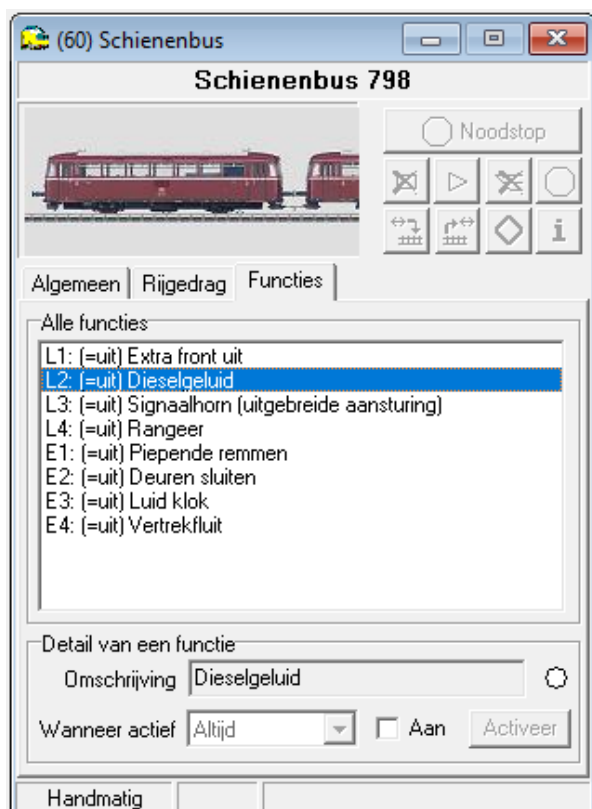 (60) Schienenbus
Schienenbus 798
Noodstop
i
Algemeen Rijgedrag Functies
Alle functies
L1: (=uit) Extra front uit
L2: (=uit) Dieselgeluid
L3: (=uit) Signaalhorn (uitgebreide aansturing)
L4: (=uit) Rangeer
E1: (=uit) Piepende remmen
E2: (=uit) Deuren sluiten
E3: (=uit) Luid klok
E4: (=uit) Vertrekfluit
Detail van een functie
Omschrijving Dieselgeluid
Wanneer actief Altijd Aan Activeer
Handmatig